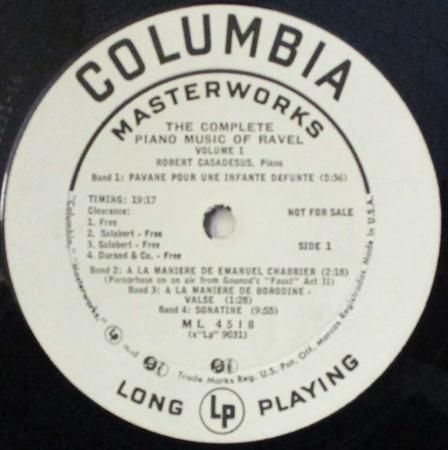 COLUMBIA
MASTERWORKS
THE COMPLETE
PIANO MUSIC OF RAVEL
VOLUME I
ROBERT CASADESUS, Piano
Band 1: PAVANE POUR UNE INFANTE DEFUNTE (5:36)
TIMING: 19:17
Clearance:
1. Free
2. Salabert - Free
3. Salabert - Free
4. Durand & Co. - Free
NOT FOR SALE
SIDE 1
Band 2: A LA MANIERE DE EMANUEL CHABRIER (2:18)
(Paraphrase on an air from Gounod's "Faust" Act II)
Band 3: A LA MANIERE DE BORODINE -
VALSE (1:28)
Band 4: SONATINE (9:55)
ML 4518
(x"Lp" 9031)
"Columbia," "Masterworks," Lp and Trade Marks Reg. U.S. Pat. Off. Marcas Registradas. Made in U.S.A.
LONG Lp PLAYING